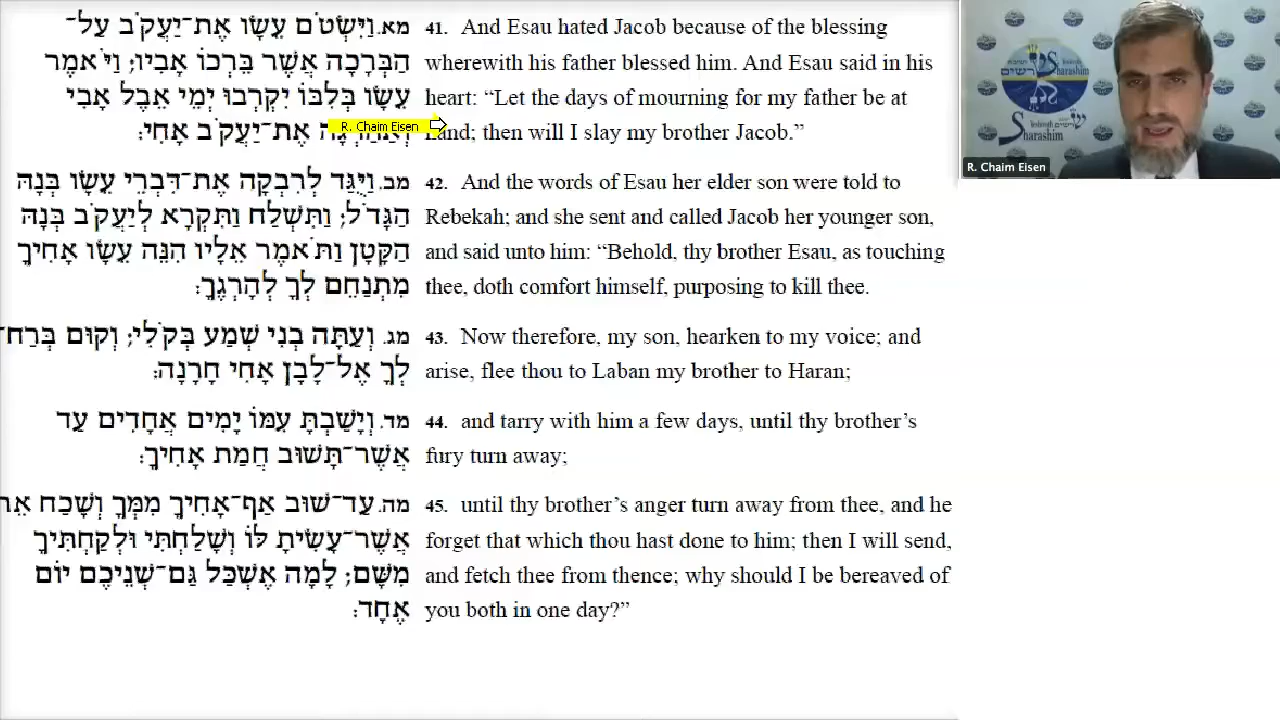 מא. וַיִּשְׂטֹם עֵשָׂו אֶת־יַעֲקֹב עַל־
הַבְּרָכָה אֲשֶׁר בֵּרְכוֹ אָבִיו; וַיֹּאמֶר
עֵשָׂו בְּלִבּוֹ יִקְרְבוּ יְמֵי אֵבֶל אָבִי
אֶת־יַעֲקֹב אָחִי:
41. And Esau hated Jacob because of the blessing
wherewith his father blessed him. And Esau said in his
heart: “Let the days of mourning for my father be at
hand; then will I slay my brother Jacob.”
R. Chaim Eisen
מב. וַיֻּגַּד לְרִבְקָה אֶת־דִּבְרֵי עֵשָׂו בְּנָהּ
הַגָּדֹל; וַתִּשְׁלַח וַתִּקְרָא לְיַעֲקֹב בְּנָהּ
הַקָּטָן וַתֹּאמֶר אֵלָיו הִנֵּה עֵשָׂו אָחִיךָ
מִתְנַחֵם לְךָ לְהָרְגֶךָ:
42. And the words of Esau her elder son were told to
Rebekah; and she sent and called Jacob her younger son,
and said unto him: “Behold, thy brother Esau, as touching
thee, doth comfort himself, purposing to kill thee.
מג. וְעַתָּה בְנִי שְׁמַע בְּקֹלִי; וְקוּם בְּרַח־
לְךָ אֶל־לָבָן אָחִי חָרָנָה;
43. Now therefore, my son, hearken to my voice; and
arise, flee thou to Laban my brother to Haran;
מד. וְיָשַׁבְתָּ עִמּוֹ יָמִים אֲחָדִים עַד
אֲשֶׁר־תָּשׁוּב חֲמַת אָחִיךָ:
44. and tarry with him a few days, until thy brother’s
fury turn away;
מה. עַד־שׁוּב אַף־אָחִיךָ מִמְּךָ וְשָׁכַח
אֲשֶׁר־עָשִׂיתָ לּוֹ וְשָׁלַחְתִּי וּלְקַחְתִּיךָ
מִשָּׁם; לָמָה אֶשְׁכַּל גַּם־שְׁנֵיכֶם יוֹם
אֶחָד:
45. until thy brother’s anger turn away from thee, and he
forget that which thou hast done to him; then I will send,
and fetch thee from thence; why should I be bereaved of
you both in one day?”
Sharashim
R. Chaim Eisen